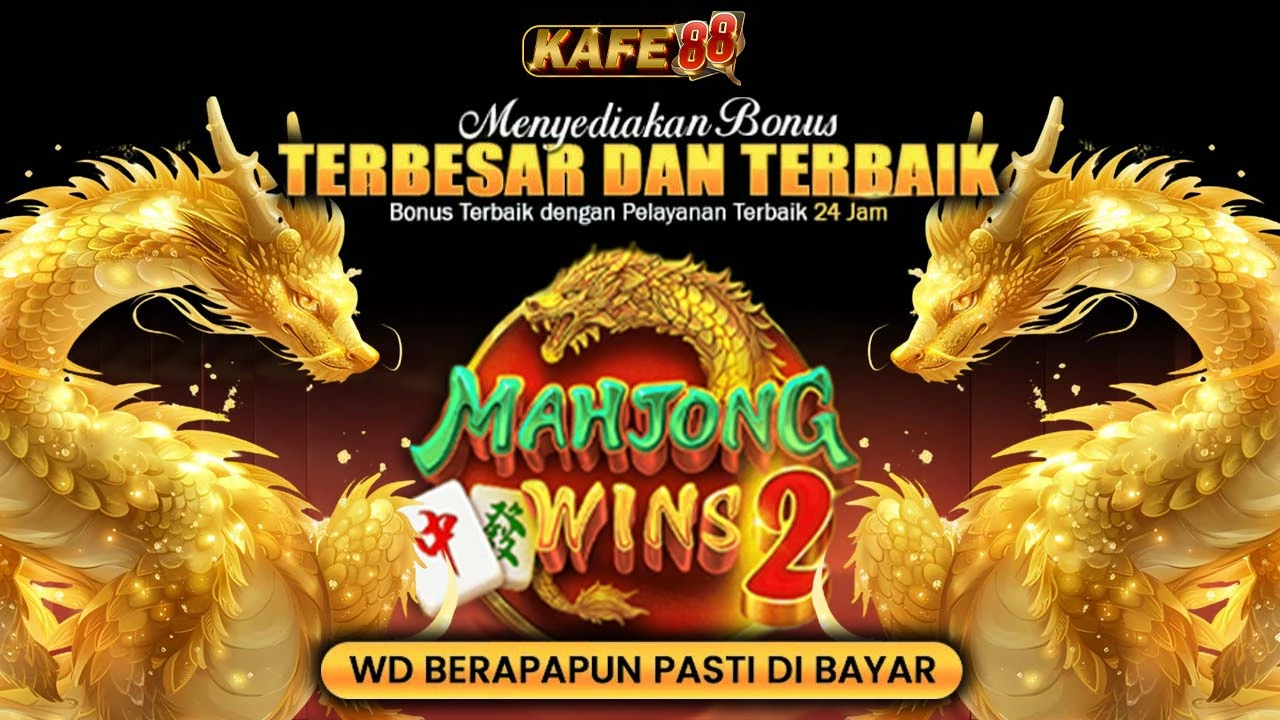 KAFE88
Menyediakan Bonus
TERBESAR DAN TERBAIK
Bonus Terbaik dengan Pelayanan Terbaik 24 Jam
MAHJONG
發 WINS 2
WD BERAPAPUN PASTI DI BAYAR